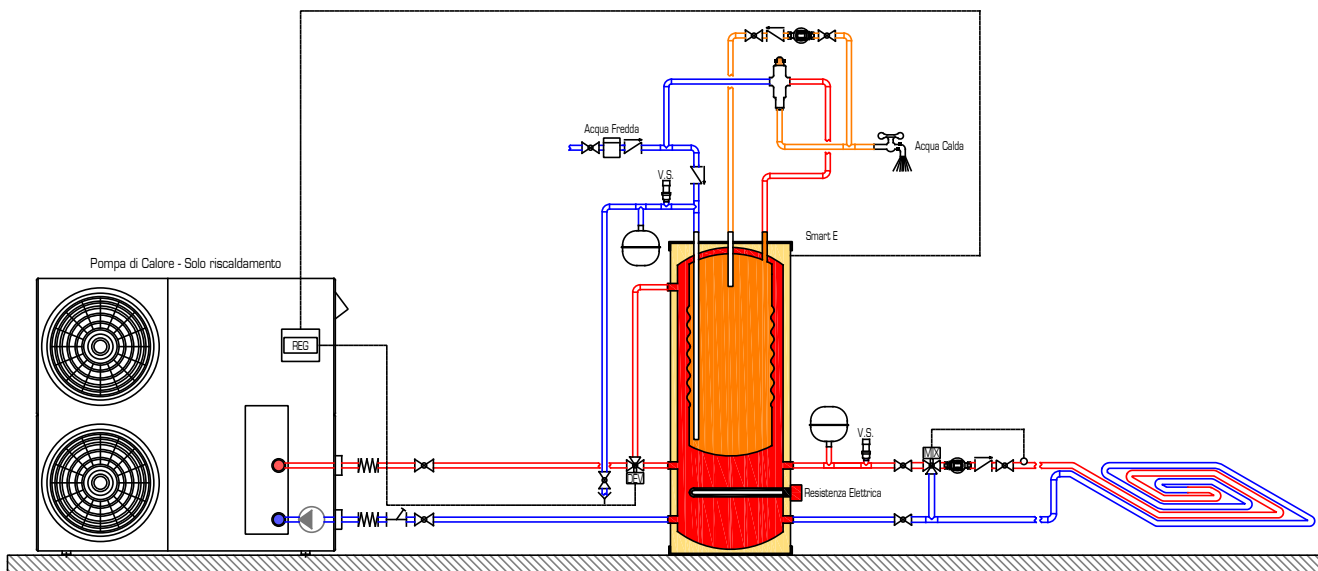 Acqua Fredda
Acqua Calda
V.S.
Smart E
Pompa di Calore - Solo riscaldamento
REG
V.S.
MIX
DEV
Resistenza Elettrica